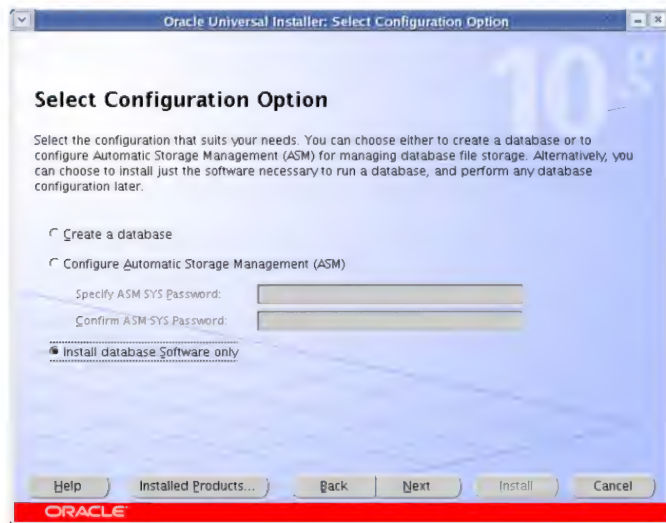 Oracle Universal Installer: Select Configuration Option
10g
Select Configuration Option
Select the configuration that suits your needs. You can choose either to create a database or to
configure Automatic Storage Management (ASM) for managing database file storage. Alternatively, you
can choose to install just the software necessary to run a database, and perform any database
configuration later.
Create a database
Configure Automatic Storage Management (ASM)
Specify ASM SYS Password:
Confirm ASM SYS Password:
Install database Software only
Help
Installed Products...
Back
Next
Install
Cancel
ORACLE